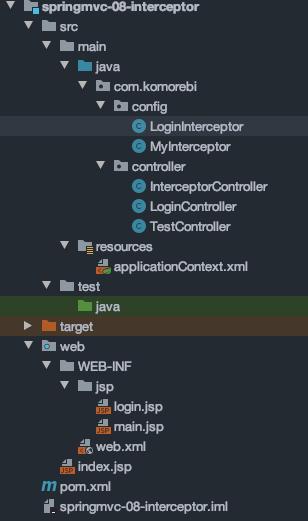 springmvc-08-interceptor
src
main
java
com.komorebi
config
LoginInterceptor
MyInterceptor
controller
InterceptorController
LoginController
TestController
resources
applicationContext.xml
test
java
target
web
WEB-INF
jsp
JSP login.jsp
JSP main.jsp
web.xml
JSP index.jsp
m pom.xml
springmvc-08-interceptor.iml